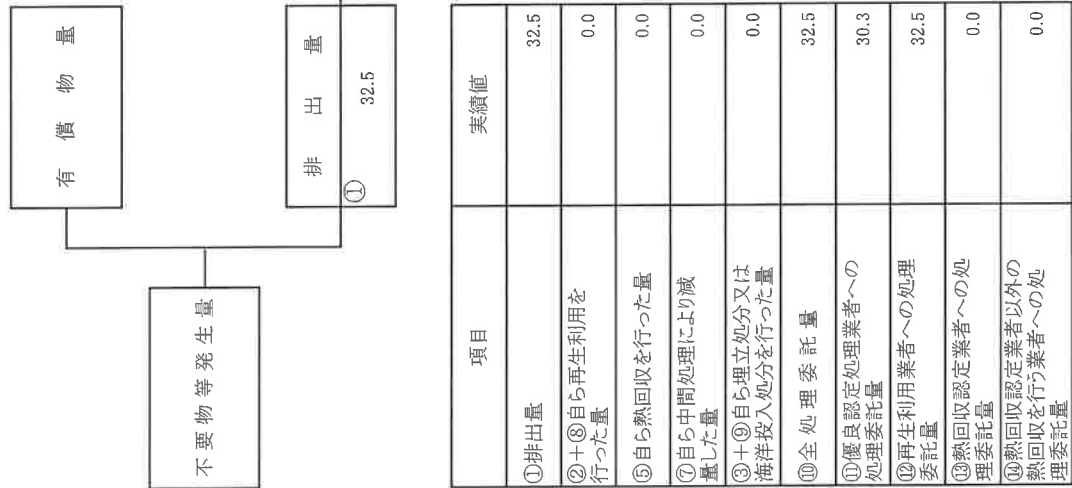 不要物等発生量
有償物量
排出量
①
32.5
項目 実績値
①排出量 32.5
②+⑧自ら再生利用を
行った量 0.0
⑤自ら熱回収を行った量 0.0
⑦自ら中間処理により減
量した量 0.0
③+⑨自ら埋立処分又は
海洋投入処分を行った量 0.0
⑩全処理委託量 32.5
⑪優良認定処理業者への
処理委託量 30.3
⑫再生利用業者への処理
委託量 32.5
⑬熱回収認定業者への処
理委託量 0.0
⑭熱回収認定業者以外の
熱回収を行う業者への処
理委託量 0.0